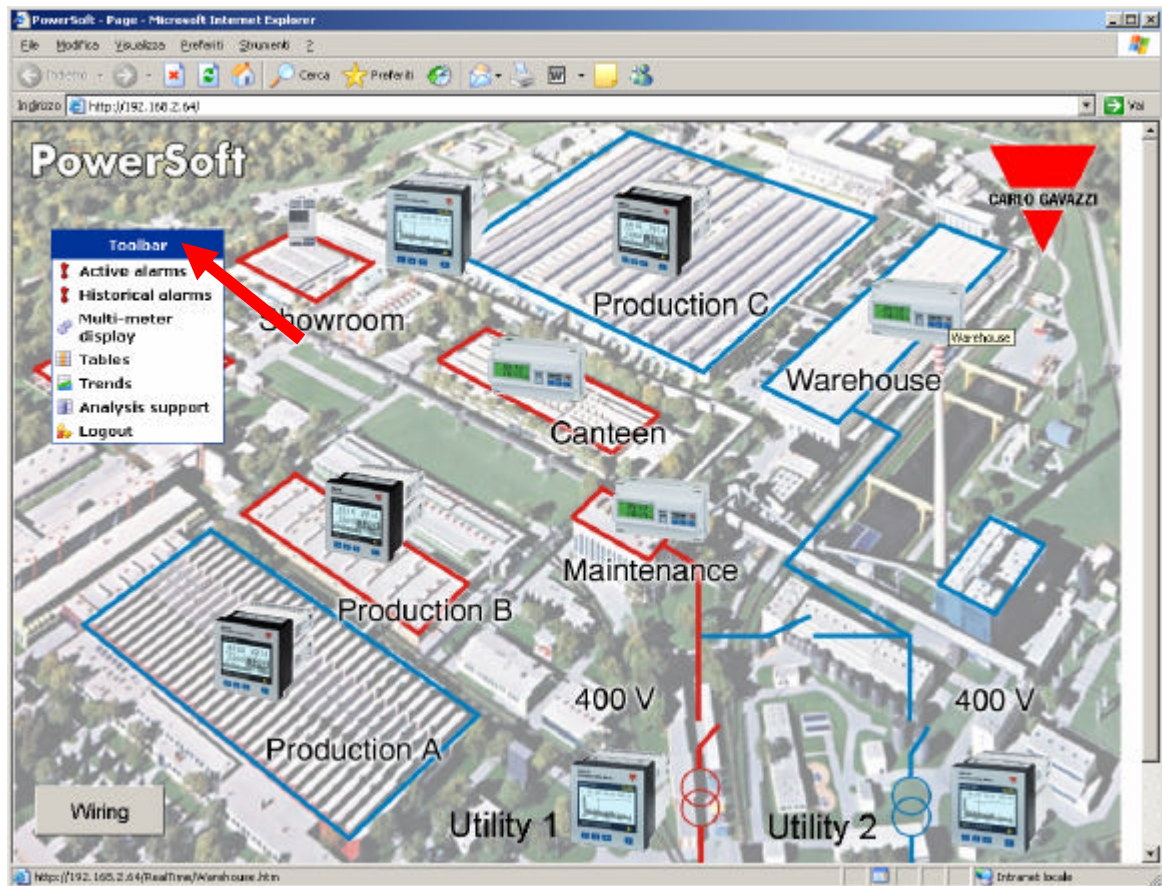 PowerSoft - Page - Microsoft Internet Explorer
File Modifica Visualizza Preferiti Strumenti ?
Indietro Cerca Preferiti
Indirizzo http://192.168.2.64/ Vai
PowerSoft
CARLO GAVAZZI
Toolbar
Active alarms
Historical alarms
Multi-meter
display
Tables
Trends
Analysis support
Logout
Showroom
Production C
Warehouse
Warehouse
Canteen
Maintenance
Production B
400 V
400 V
Production A
Wiring
Utility 1
Utility 2
http://192.168.2.64/RealTime/Warehouse.htm
Intranet locale